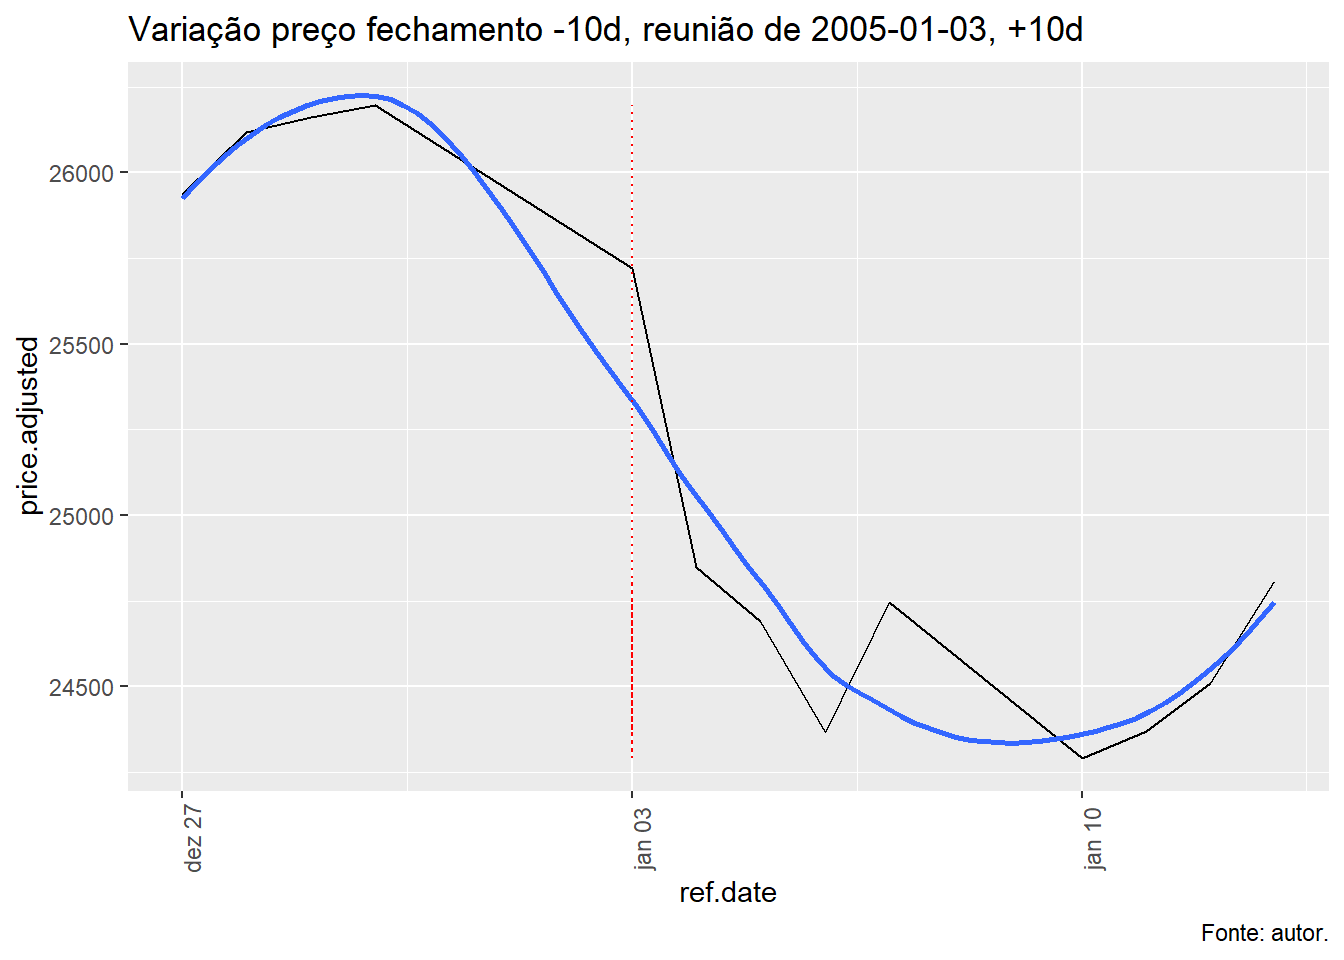 Variação preço fechamento -10d, reunião de 2005-01-03, +10d
price.adjusted
26000
25500
25000
24500
dez 27
jan 03
jan 10
ref.date
Fonte: autor.